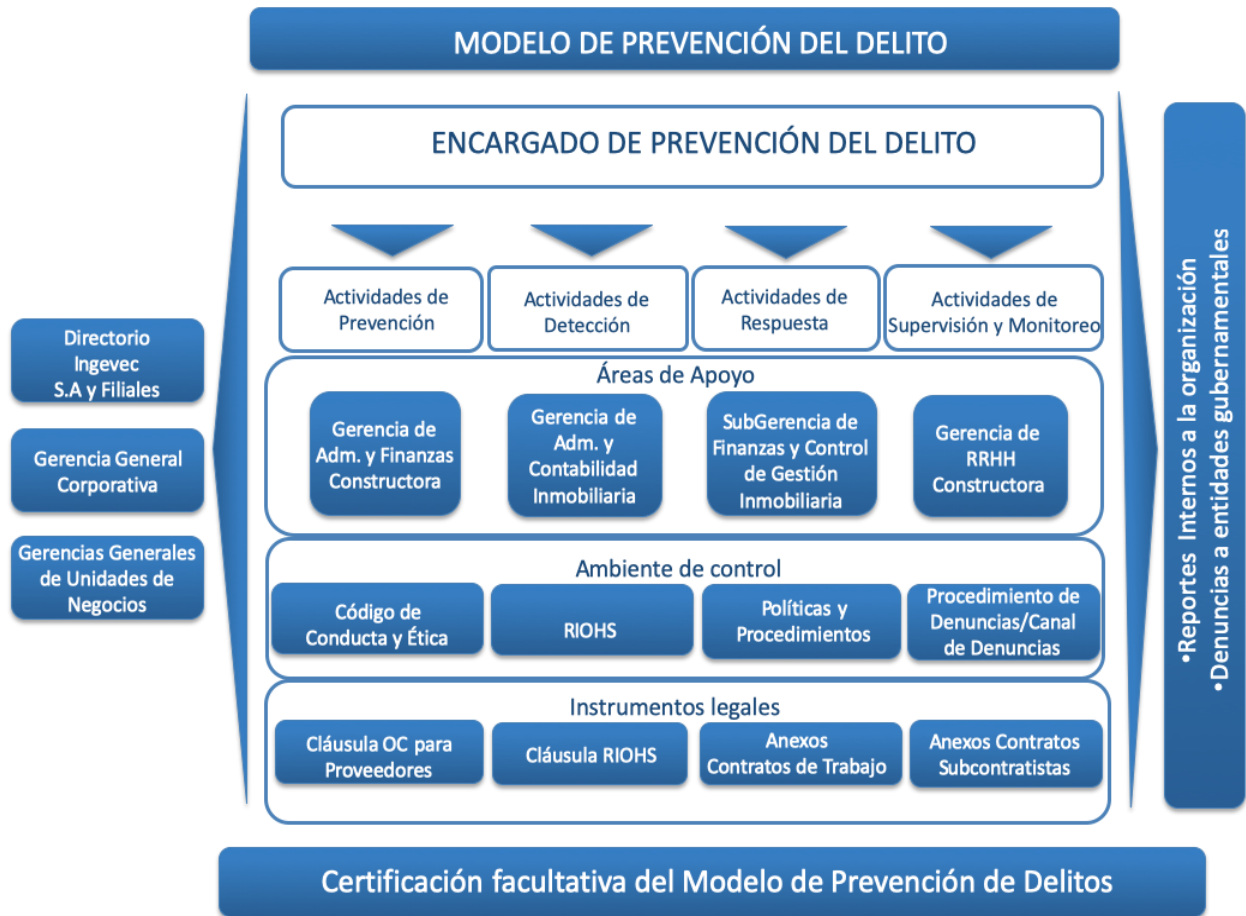 MODELO DE PREVENCIÓN DEL DELITO
ENCARGADO DE PREVENCIÓN DEL DELITO
Actividades de
Prevención
Actividades de
Detección
Actividades de
Respuesta
Actividades de
Supervisión y Monitoreo
Directorio
Ingevec
S.A y Filiales
Gerencia General
Corporativa
Gerencias Generales
de Unidades de
Negocios
Áreas de Apoyo
Gerencia de
Adm. y Finanzas
Constructora
Gerencia de
Adm. y
Contabilidad
Inmobiliaria
SubGerencia de
Finanzas y Control
de Gestión
Inmobiliaria
Gerencia de
RRHH
Constructora
Ambiente de control
Código de
Conducta y Ética
RIOHS
Políticas y
Procedimientos
Procedimiento de
Denuncias/Canal
de Denuncias
Instrumentos legales
Cláusula OC para
Proveedores
Cláusula RIOHS
Anexos
Contratos de Trabajo
Anexos Contratos
Subcontratistas
•Reportes Internos a la organización
•Denuncias a entidades gubernamentales
Certificación facultativa del Modelo de Prevención de Delitos